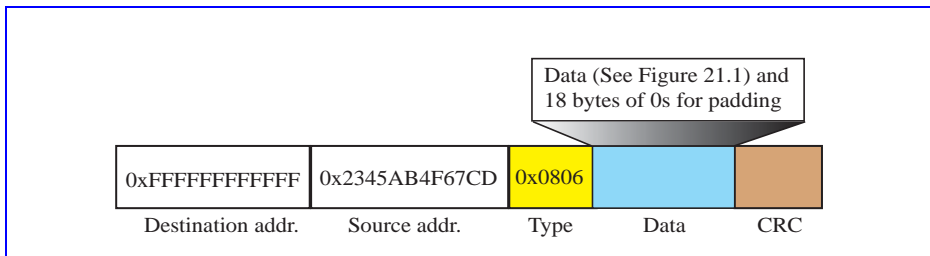 Data (See Figure 21.1) and
18 bytes of 0s for padding
0xFFFFFFFFFFFF 0x2345AB4F67CD 0x0806
Destination addr. Source addr. Type Data CRC